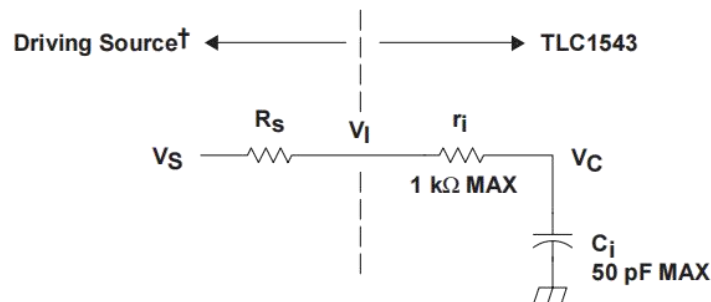 Driving Source† TLC1543
Rs VI ri
VS VC
1 kΩ MAX
Ci
50 pF MAX